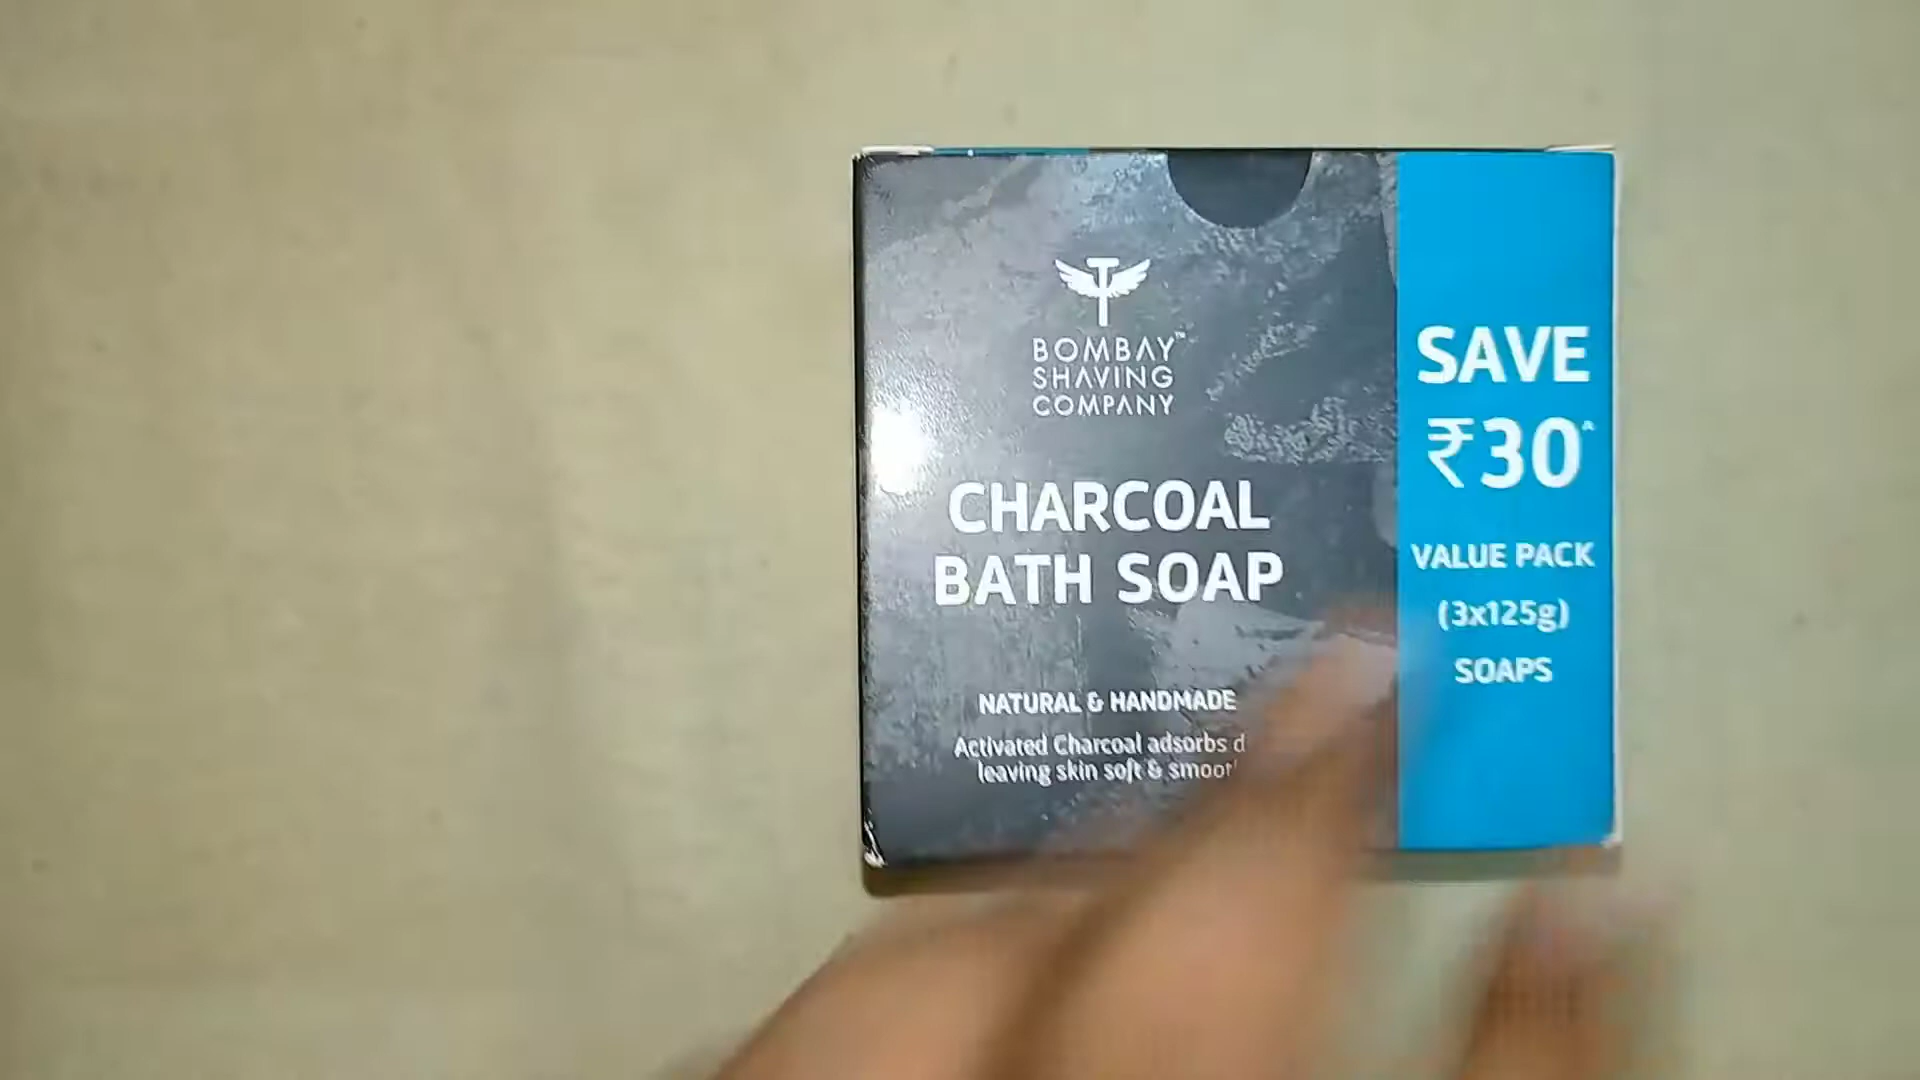 BOMBAY™
SHAVING
COMPANY
CHARCOAL
BATH SOAP
NATURAL & HANDMADE
Activated Charcoal adsorbs
leaving skin soft &
SAVE
₹30^
VALUE PACK
(3x125g)
SOAPS